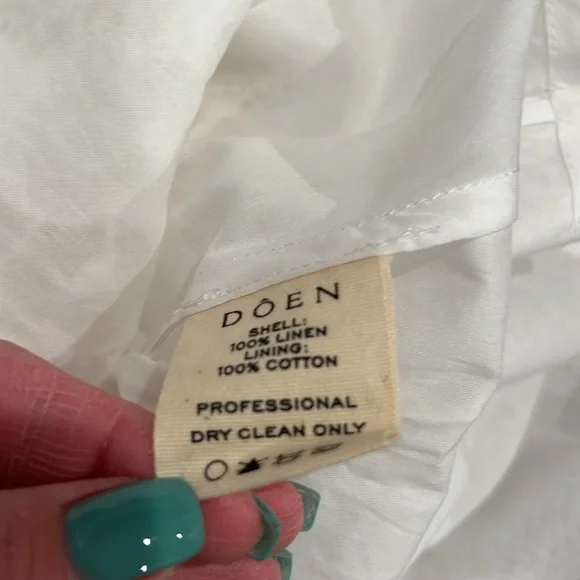 DÔEN
SHELL:
100% LINEN
LINING:
100% COTTON
PROFESSIONAL
DRY CLEAN ONLY